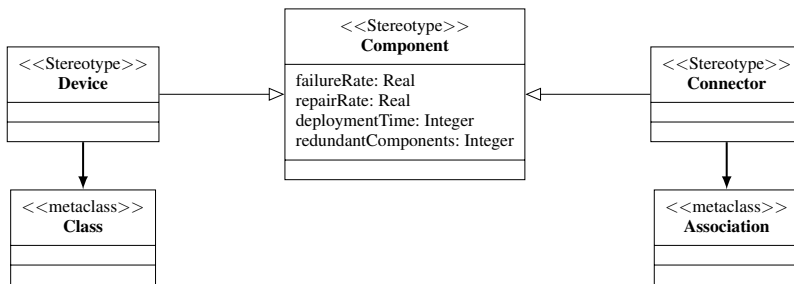 <<Stereotype>>
Device
<<metaclass>>
Class
<<Stereotype>>
Component
failureRate: Real
repairRate: Real
deploymentTime: Integer
redundantComponents: Integer
<<Stereotype>>
Connector
<<metaclass>>
Association